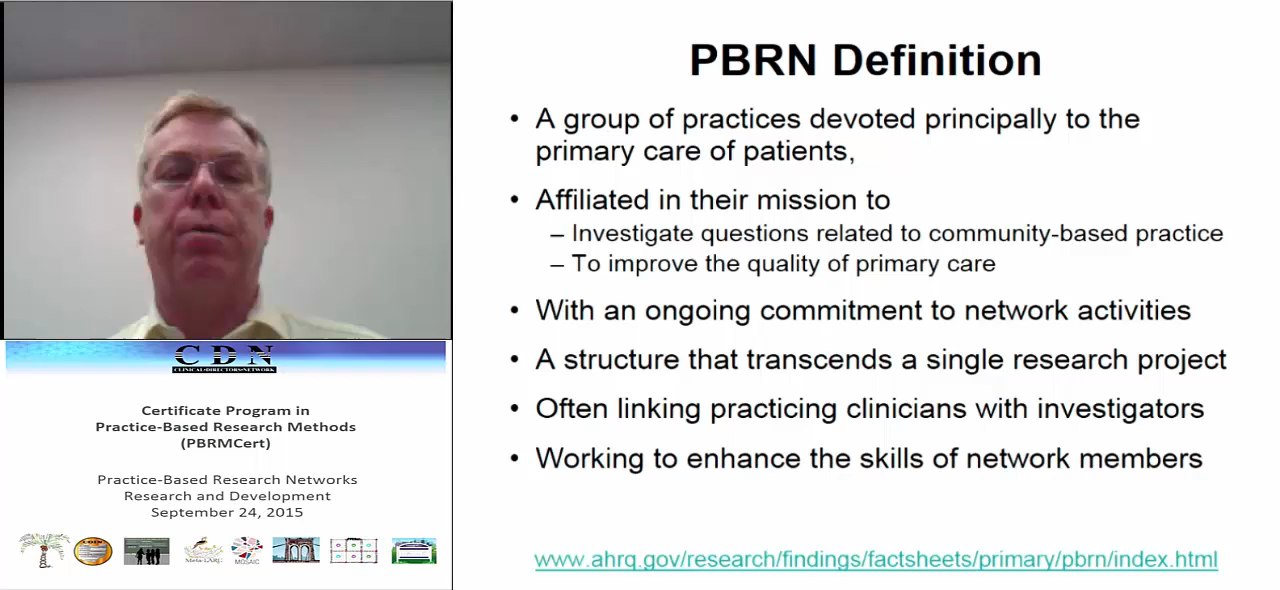 CDN
CLINICAL·DIRECTORS·NETWORK
Certificate Program in
Practice-Based Research Methods
(PBRMCert)
Practice-Based Research Networks
Research and Development
September 24, 2015
Meta-LARC
MOSAIC
PBRN Definition
• A group of practices devoted principally to the
primary care of patients,
• Affiliated in their mission to
– Investigate questions related to community-based practice
– To improve the quality of primary care
• With an ongoing commitment to network activities
• A structure that transcends a single research project
• Often linking practicing clinicians with investigators
• Working to enhance the skills of network members
www.ahrq.gov/research/findings/factsheets/primary/pbrn/index.html